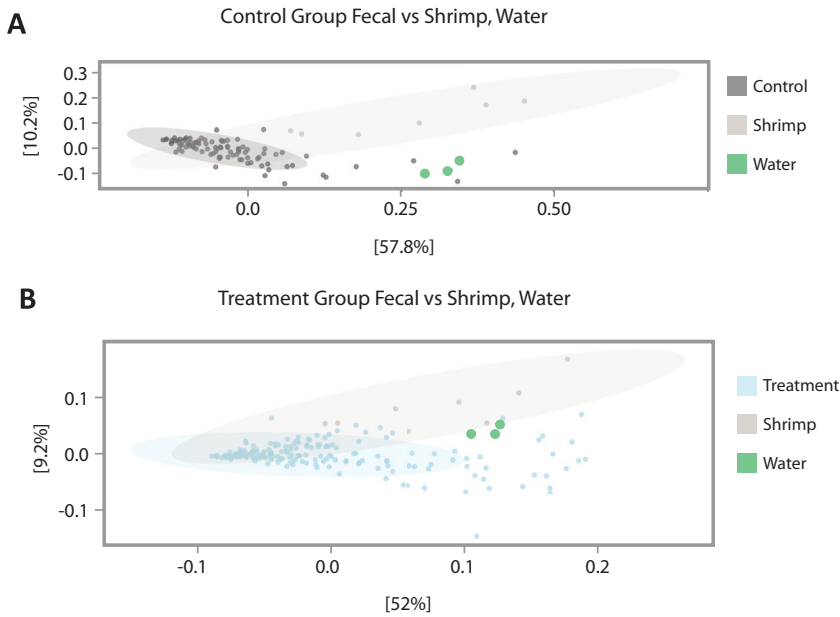 A
Control Group Fecal vs Shrimp, Water
0.3
0.2
0.1
0.0
-0.1
[10.2%]
0.0
0.25
0.50
[57.8%]
Control
Shrimp
Water
B
Treatment Group Fecal vs Shrimp, Water
0.1
0.0
-0.1
[9.2%]
-0.1
0.0
0.1
0.2
[52%]
Treatment
Shrimp
Water